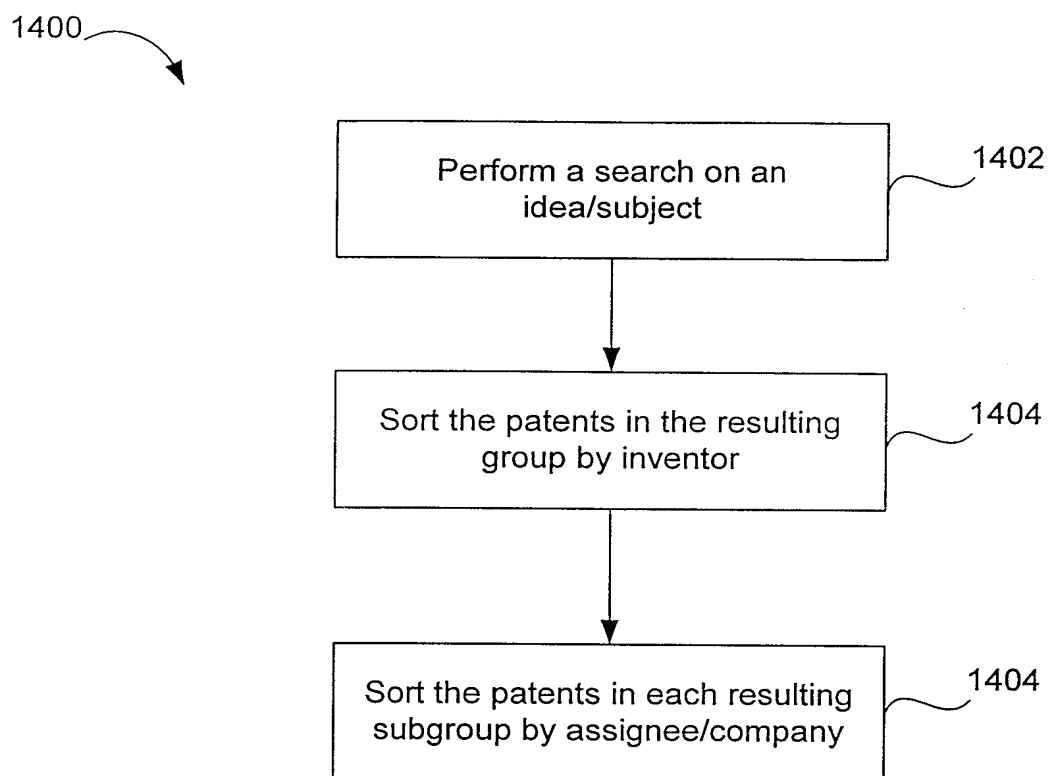 1400
Perform a search on an
idea/subject
1402
Sort the patents in the resulting
group by inventor
1404
Sort the patents in each resulting
subgroup by assignee/company
1404